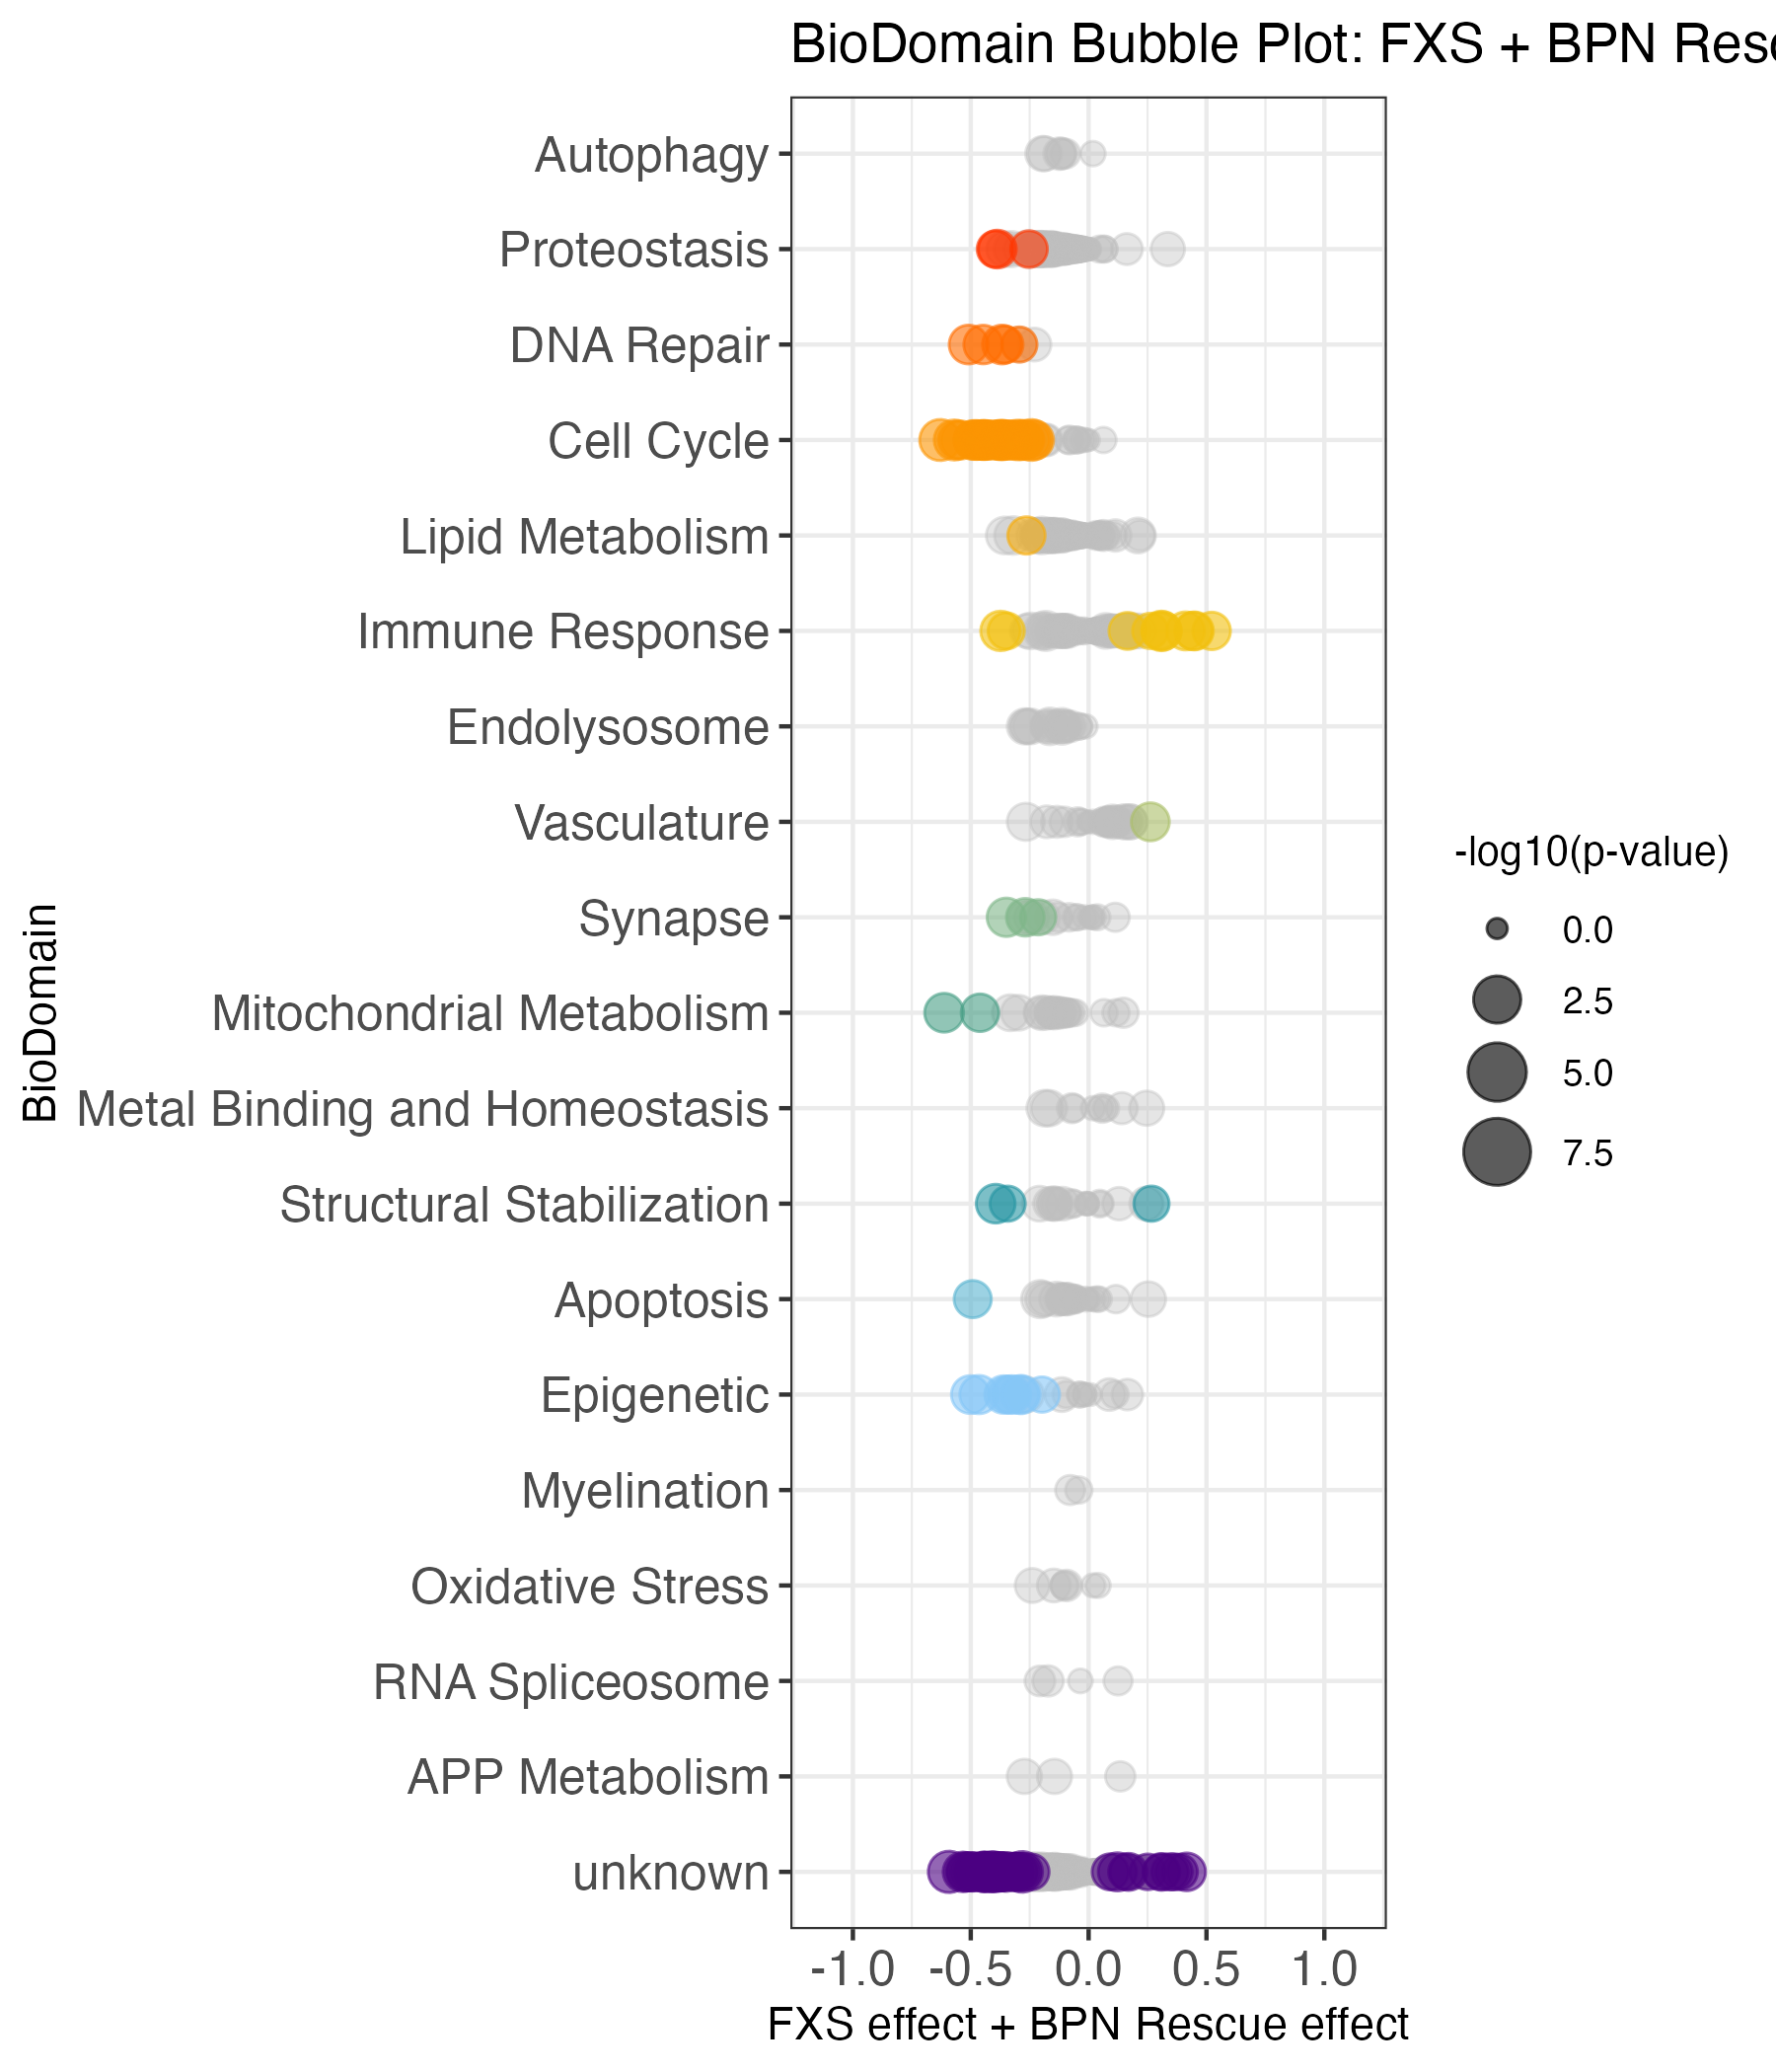 BioDomain Bubble Plot: FXS + BPN
Autophagy
Proteostasis
DNA Repair
Cell Cycle
Lipid Metabolism
Immune Response
Endolysosome
Vasculature
Synapse
Mitochondrial Metabolism
Metal Binding and Homeostasis
Structural Stabilization
Apoptosis
Epigenetic
Myelination
Oxidative Stress
RNA Spliceosome
APP Metabolism
unknown
BioDomain
-1.0 -0.5 0.0 0.5 1.0
FXS effect + BPN Rescue effect
-log10(p-value)
0.0
2.5
5.0
7.5